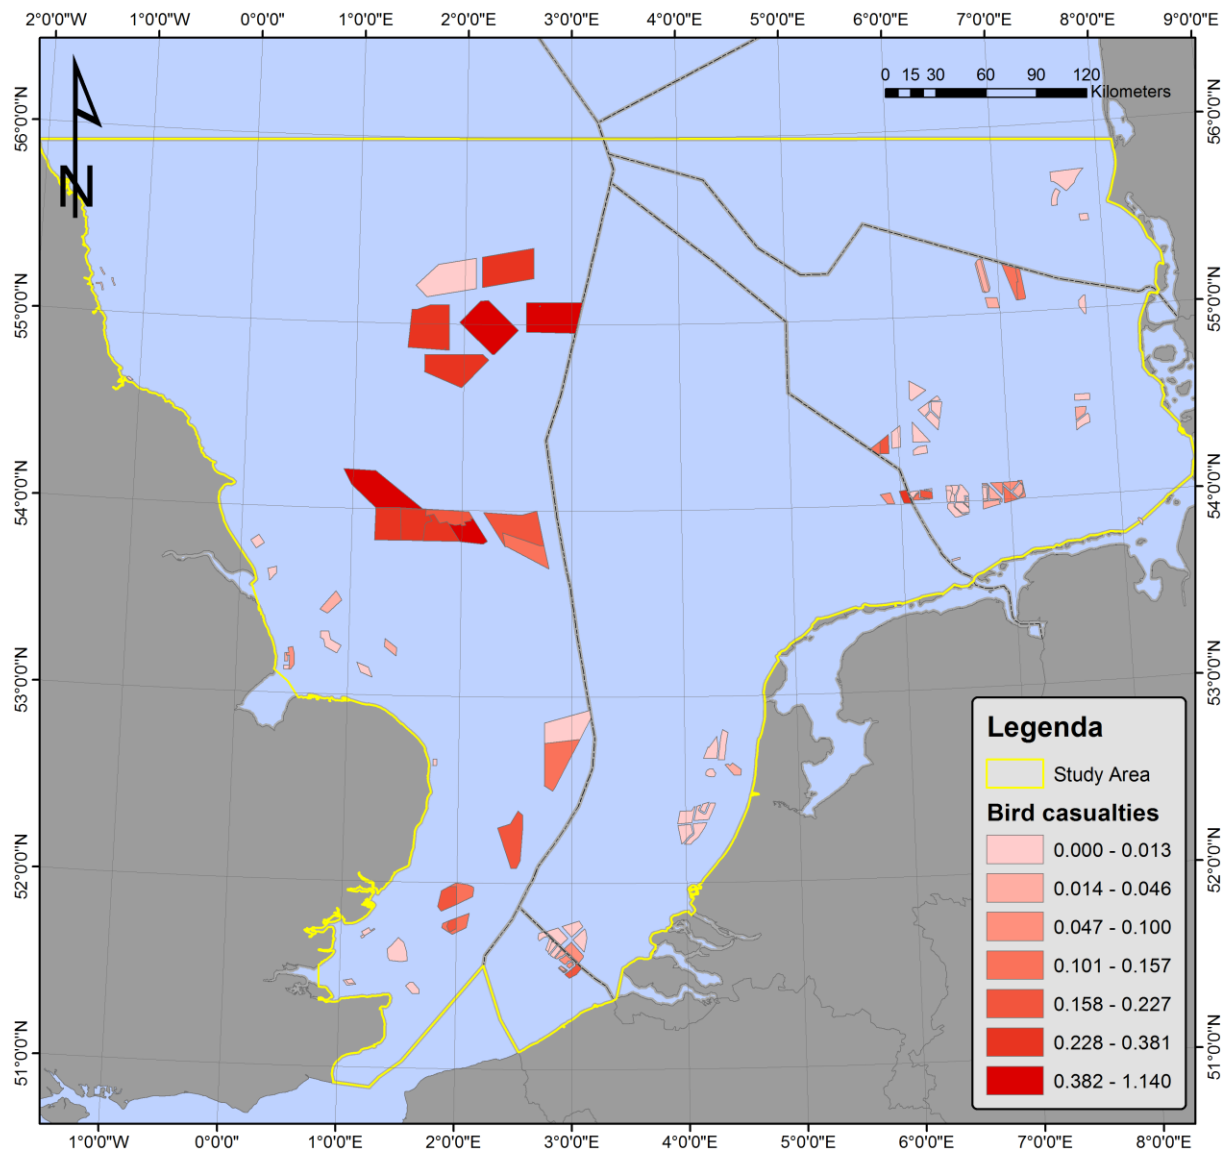 2°0'0"W 1°0'0"W 0°0'0" 1°0'0"E 2°0'0"E 3°0'0"E 4°0'0"E 5°0'0"E 6°0'0"E 7°0'0"E 8°0'0"E 9°0'0"E
N
0 15 30 60 90 120
Kilometers
56°0'0"N
55°0'0"N
54°0'0"N
53°0'0"N
52°0'0"N
51°0'0"N
56°0'0"N
55°0'0"N
54°0'0"N
53°0'0"N
52°0'0"N
51°0'0"N
Legenda
Study Area
Bird casualties
0.000 - 0.013
0.014 - 0.046
0.047 - 0.100
0.101 - 0.157
0.158 - 0.227
0.228 - 0.381
0.382 - 1.140
1°0'0"W 0°0'0" 1°0'0"E 2°0'0"E 3°0'0"E 4°0'0"E 5°0'0"E 6°0'0"E 7°0'0"E 8°0'0"E